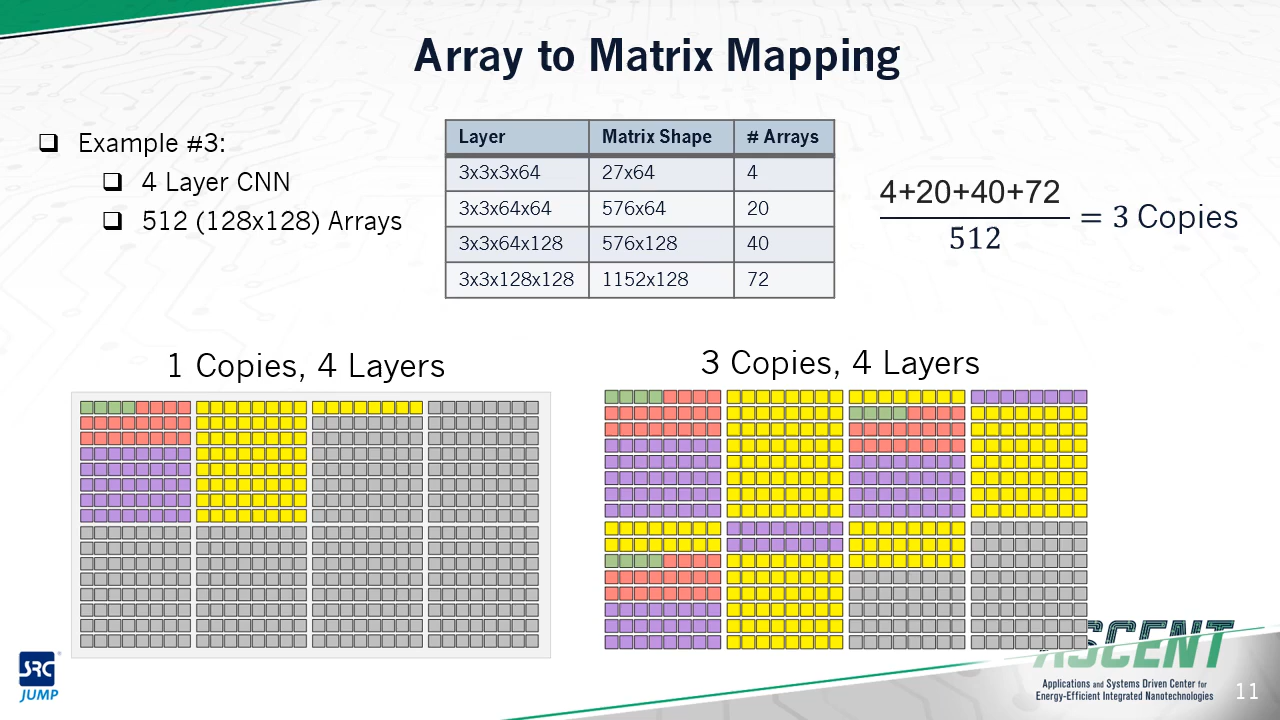 Array to Matrix Mapping
❑ Example #3:
❑ 4 Layer CNN
❑ 512 (128x128) Arrays
Layer Matrix Shape # Arrays
3x3x3x64 27x64 4
3x3x64x64 576x64 20
3x3x64x128 576x128 40
3x3x128x128 1152x128 72
4+20+40+72
512
= 3 Copies
1 Copies, 4 Layers
3 Copies, 4 Layers
SRC
JUMP
ASCENT
Applications and Systems Driven Center for
Energy-Efficient Integrated Nanotechnologies
11